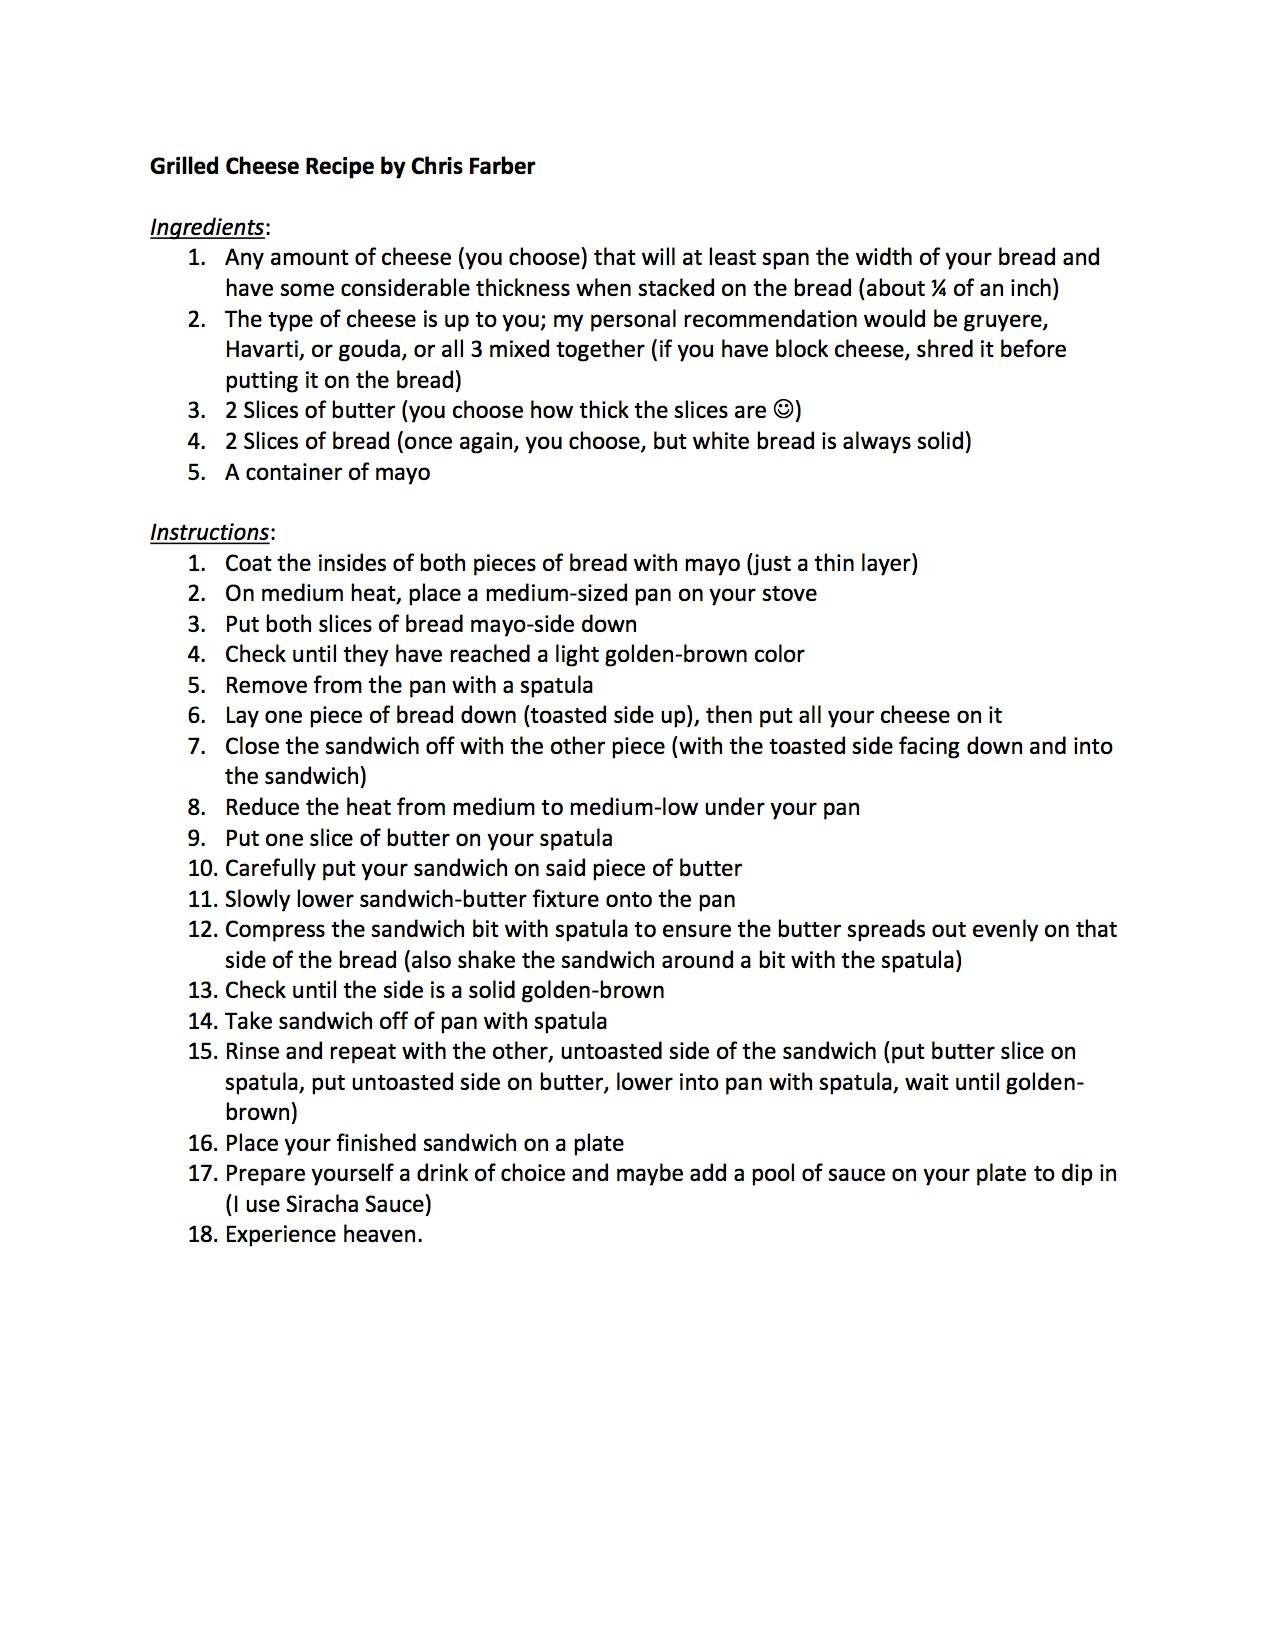 Grilled Cheese Recipe by Chris Farber
Ingredients:
1. Any amount of cheese (you choose) that will at least span the width of your bread and
have some considerable thickness when stacked on the bread (about ¼ of an inch)
2. The type of cheese is up to you; my personal recommendation would be gruyere,
Havarti, or gouda, or all 3 mixed together (if you have block cheese, shred it before
putting it on the bread)
3. 2 Slices of butter (you choose how thick the slices are ☺)
4. 2 Slices of bread (once again, you choose, but white bread is always solid)
5. A container of mayo
Instructions:
1. Coat the insides of both pieces of bread with mayo (just a thin layer)
2. On medium heat, place a medium-sized pan on your stove
3. Put both slices of bread mayo-side down
4. Check until they have reached a light golden-brown color
5. Remove from the pan with a spatula
6. Lay one piece of bread down (toasted side up), then put all your cheese on it
7. Close the sandwich off with the other piece (with the toasted side facing down and into
the sandwich)
8. Reduce the heat from medium to medium-low under your pan
9. Put one slice of butter on your spatula
10. Carefully put your sandwich on said piece of butter
11. Slowly lower sandwich-butter fixture onto the pan
12. Compress the sandwich bit with spatula to ensure the butter spreads out evenly on that
side of the bread (also shake the sandwich around a bit with the spatula)
13. Check until the side is a solid golden-brown
14. Take sandwich off of pan with spatula
15. Rinse and repeat with the other, untoasted side of the sandwich (put butter slice on
spatula, put untoasted side on butter, lower into pan with spatula, wait until golden-
brown)
16. Place your finished sandwich on a plate
17. Prepare yourself a drink of choice and maybe add a pool of sauce on your plate to dip in
(I use Siracha Sauce)
18. Experience heaven.